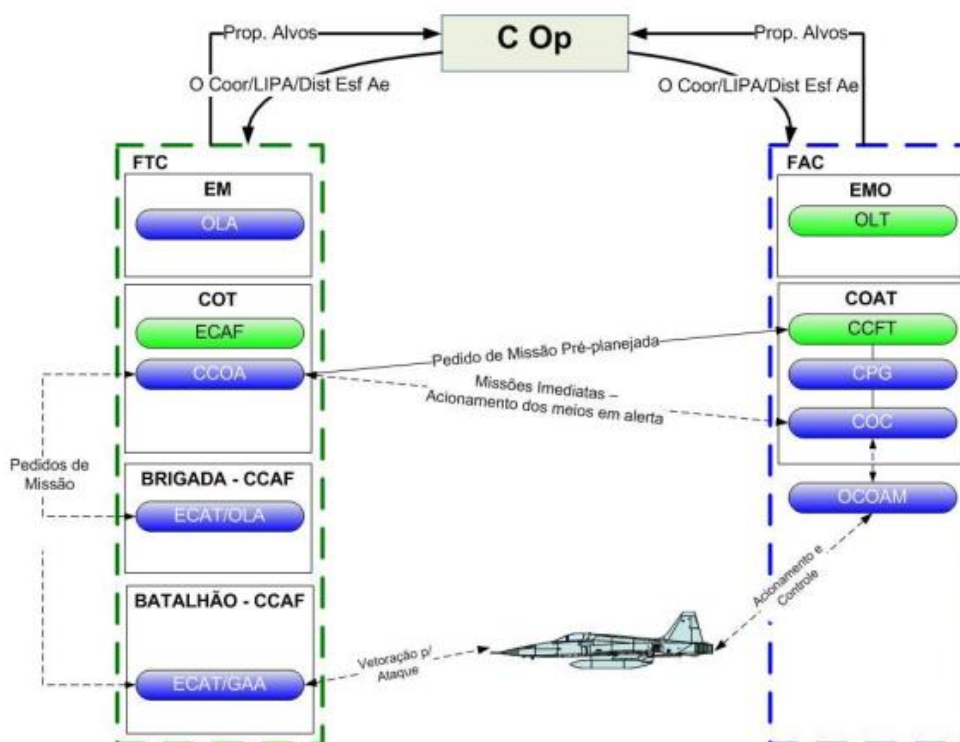 C Op
Prop. Alvos
Prop. Alvos
O Coor/LIPA/Dist Esf Ae
O Coor/LIPA/Dist Esf Ae
FTC
EM
OLA
COT
ECAF
CCOA
Pedidos de
Missão
BRIGADA - CCAF
ECAT/OLA
BATALHÃO - CCAF
ECAT/GAA
Pedido de Missão Pré-planejada
Missões Imediatas –
Acionamento dos meios em alerta
Vetoração p/
Ataque
Acionamento e
Controle
FAC
EMO
OLT
COAT
CCFT
CPG
COC
OCOAM